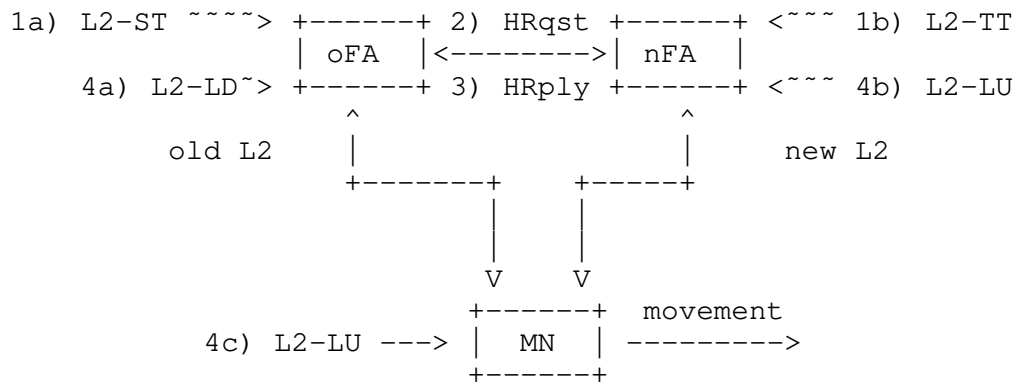 1a) L2-ST ~~~~> +------+ 2) HRqst +------+ <~~~ 1b) L2-TT
| oFA |<-------->| nFA |
4a) L2-LD~> +------+ 3) HRply +------+ <~~~ 4b) L2-LU
^ ^
old L2 | | new L2
+-------+ +-----+
| |
| |
V V
+------+ movement
4c) L2-LU ---> | MN | --------->
+------+